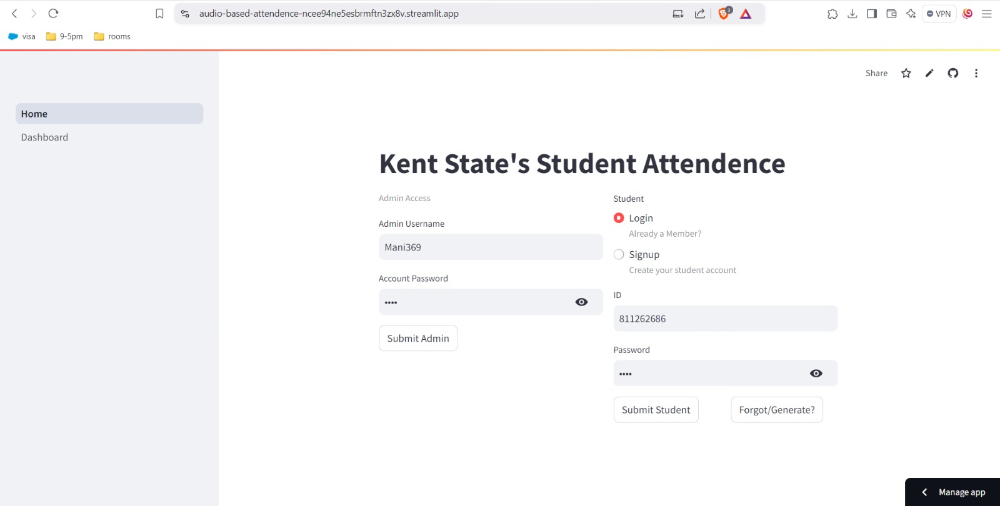 audio-based-attendence-ncee94ne5esbrmftn3zx8v.streamlit.app
3
VPN
visa
9-5pm
rooms
Share
Home
Dashboard
Kent State's Student Attendence
Admin Access
Admin Username
Mani369
Account Password
••••
Submit Admin
Student
Login
Already a Member?
Signup
Create your student account
ID
811262686
Password
••••
Submit Student
Forgot/Generate?
Manage app